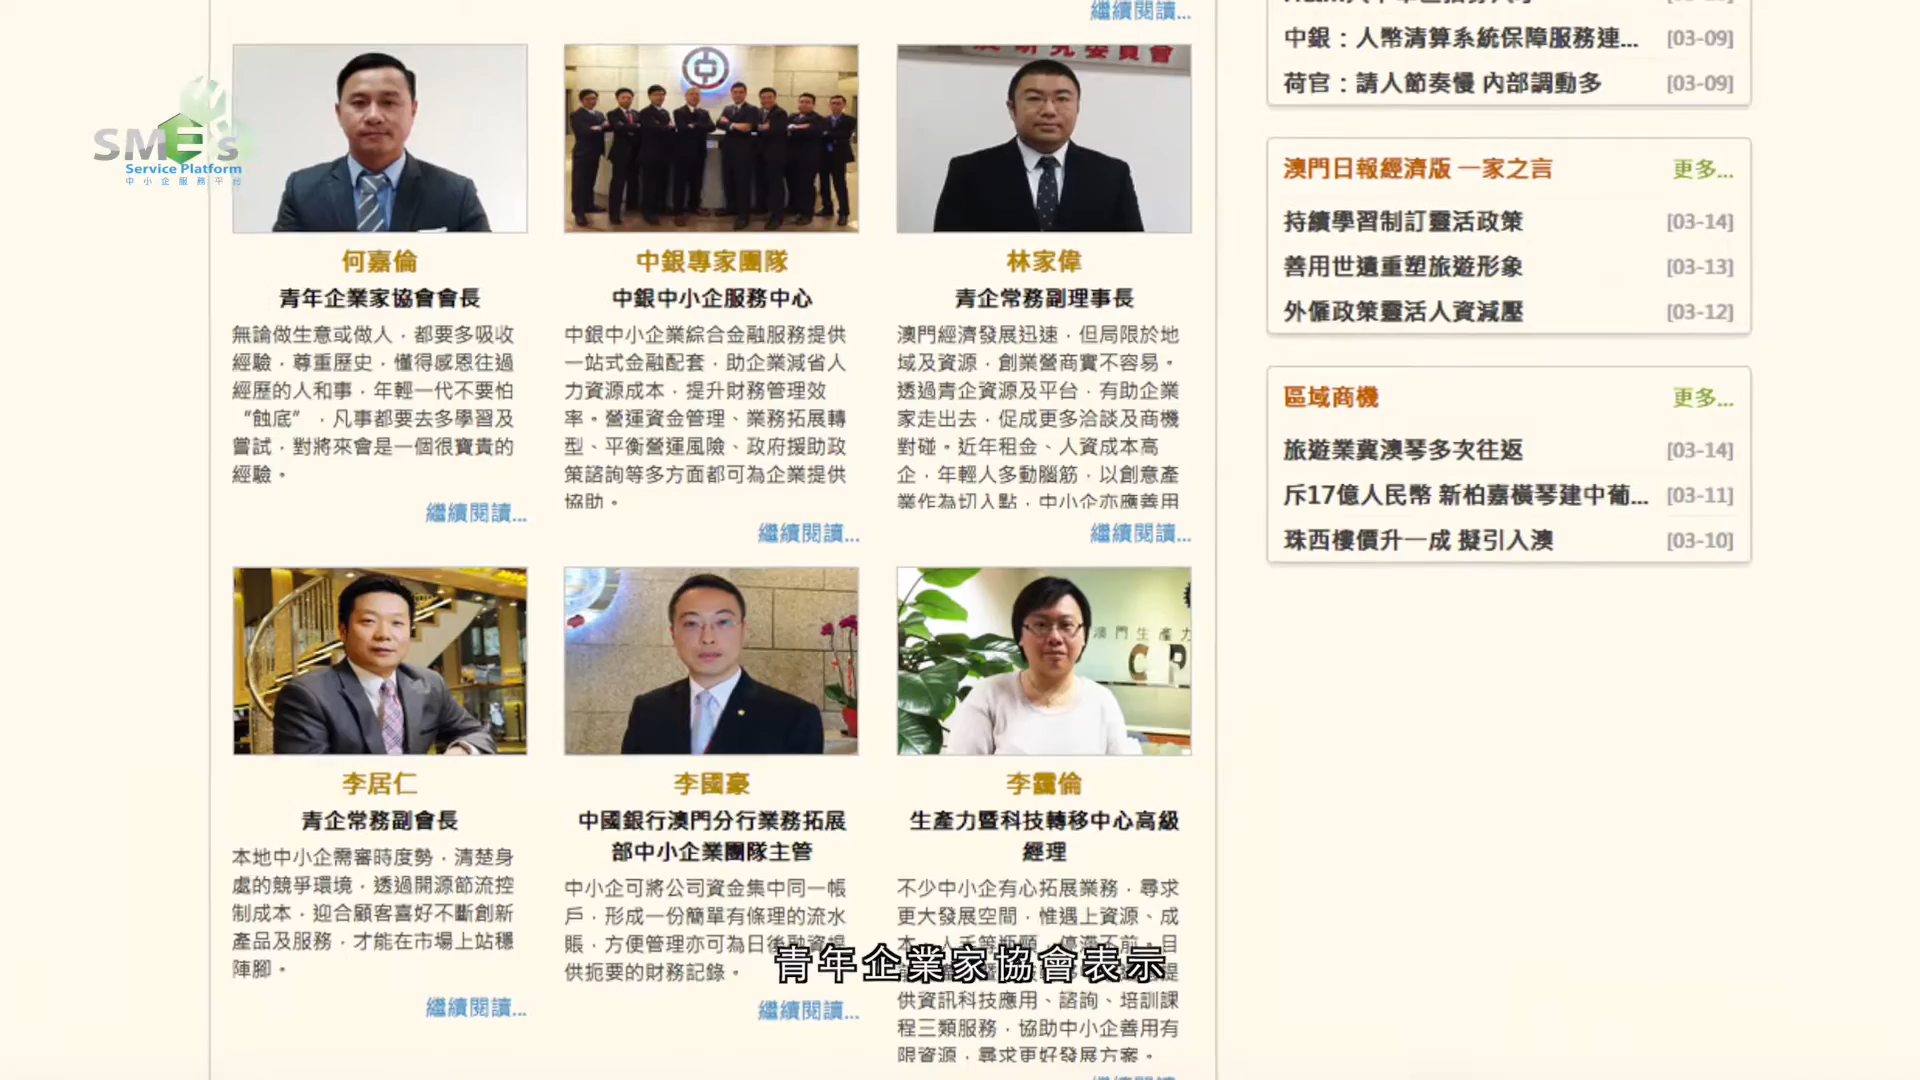 繼續閱讀...
SMEs
Service Platform
中小企服務平台
展研究委員會
何嘉倫
青年企業家協會會長
無論做生意或做人，都要多吸收
經驗，尊重歷史，懂得感恩往過
經歷的人和事，年輕一代不要怕
“蝕底”，凡事都要去多學習及
嘗試，對將來會是一個很寶貴的
經驗。
繼續閱讀...
中銀專家團隊
中銀中小企服務中心
中銀中小企業綜合金融服務提供
一站式金融配套，助企業減省人
力資源成本，提升財務管理效
率。營運資金管理、業務拓展轉
型、平衡營運風險、政府援助政
策諮詢等多方面都可為企業提供
協助。
繼續閱讀...
林家偉
青企常務副理事長
澳門經濟發展迅速，但局限於地
域及資源，創業營商實不容易。
透過青企資源及平台，有助企業
家走出去，促成更多洽談及商機
對碰。近年租金、人資成本高
企，年輕人多動腦筋，以創意產
業作為切入點，中小企亦應善用
繼續閱讀...
李居仁
青企常務副會長
本地中小企需審時度勢，清楚身
處的競爭環境，透過開源節流控
制成本，迎合顧客喜好不斷創新
產品及服務，才能在市場上站穩
陣腳。
繼續閱讀...
李國豪
中國銀行澳門分行業務拓展
部中小企業團隊主管
中小企可將公司資金集中同一帳
戶，形成一份簡單有條理的流水
賬，方便管理亦可為日後融資提
供扼要的財務記錄。
繼續閱讀...
澳門生產力
CP
李靄倫
生產力暨科技轉移中心高級
經理
不少中小企有心拓展業務，尋求
更大發展空間，惟遇上資源、成
本、人手等瓶頸，停滯不前。目
提
供資訊科技應用、諮詢、培訓課
程三類服務，協助中小企善用有
限資源，尋求更好發展方案。
繼續閱讀
青年企業家協會表示
中銀：人幣清算系統保障服務連... [03-09]
荷官：請人節奏慢 內部調動多 [03-09]
澳門日報經濟版 一家之言 更多...
持續學習制訂靈活政策 [03-14]
善用世遺重塑旅遊形象 [03-13]
外僱政策靈活人資減壓 [03-12]
區域商機 更多...
旅遊業冀澳琴多次往返 [03-14]
斥17億人民幣 新柏嘉橫琴建中葡... [03-11]
珠西樓價升一成 擬引入澳 [03-10]